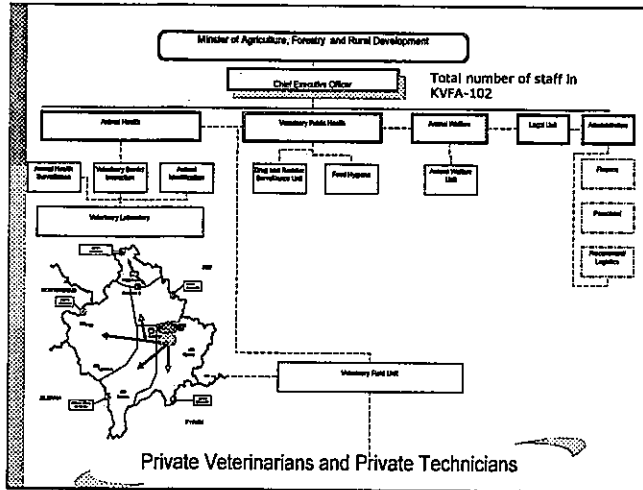 Minister of Agriculture, Forestry and Rural Development
Chief Executive Officer
Total number of staff in
KVFA-102
Animal Health
Veterinary Public Health
Animal Welfare
Legal Unit
Administration
Animal Health
Surveillance
Veterinary Border
Inspection
Animal
Identification
Drug and Residue
Surveillance Unit
Food Hygiene
Animal Welfare
Unit
Finance
Personnel
Procurement/
Logistics
Veterinary Laboratory
Veterinary Field Unit
Private Veterinarians and Private Technicians